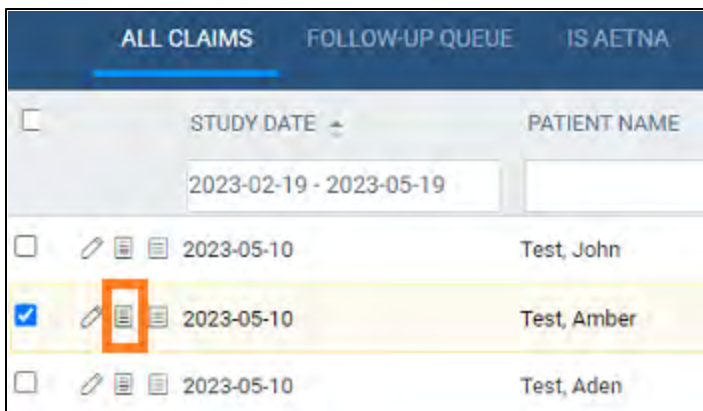 ALL CLAIMS FOLLOW-UP QUEUE IS AETNA
STUDY DATE PATIENT NAME
2023-02-19 - 2023-05-19
2023-05-10 Test, John
2023-05-10 Test, Amber
2023-05-10 Test, Aden